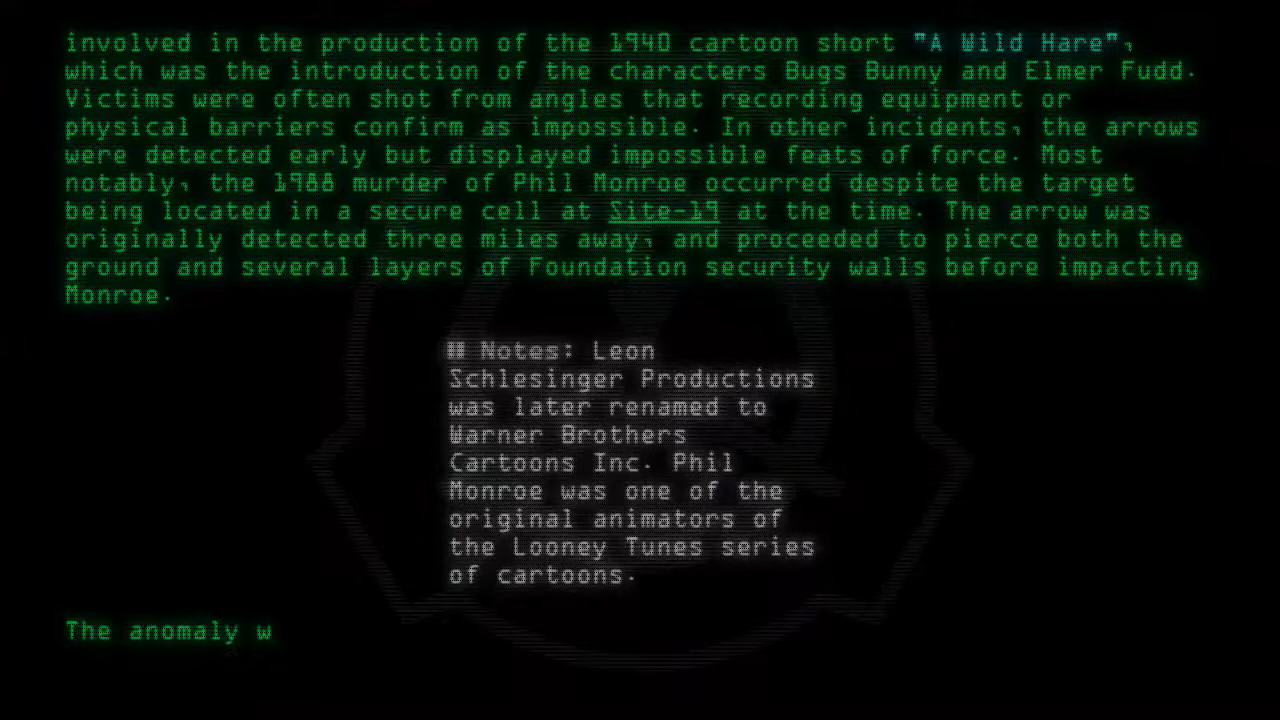 involved in the production of the 1940 cartoon short "A Wild Hare",
which was the introduction of the characters Bugs Bunny and Elmer Fudd.
Victims were often shot from angles that recording equipment or
physical barriers confirm as impossible. In other incidents, the arrows
were detected early but displayed impossible feats of force. Most
notably, the 1988 murder of Phil Monroe occurred despite the target
being located in a secure cell at Site-19 at the time. The arrow was
originally detected three miles away, and proceeded to pierce both the
ground and several layers of Foundation security walls before impacting
Monroe.
Notes: Leon
Schlesinger Productions
was later renamed to
Warner Brothers
Cartoons Inc. Phil
Monroe was one of the
original animators of
the Looney Tunes series
of cartoons.
The anomaly w